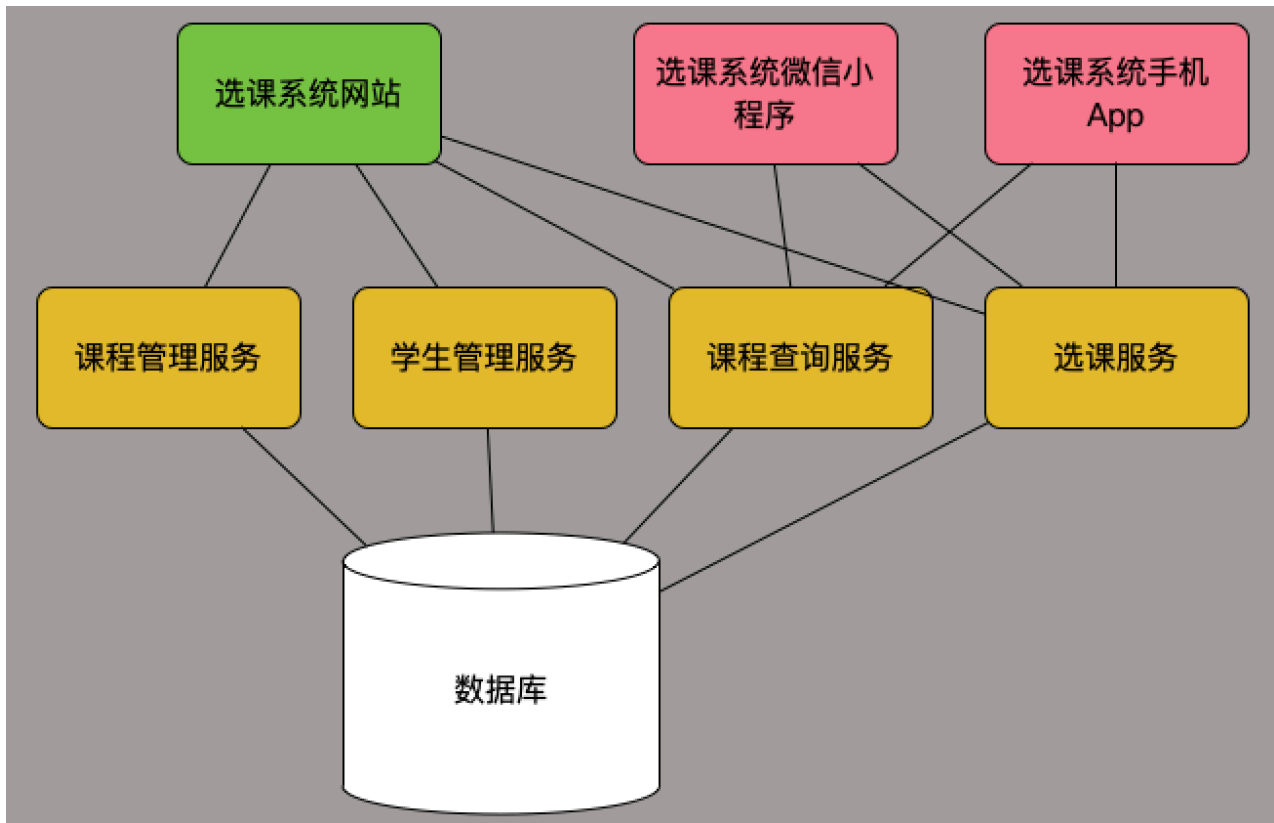 选课系统网站
选课系统微信小
程序
选课系统手机
App
课程管理服务
学生管理服务
课程查询服务
选课服务
数据库